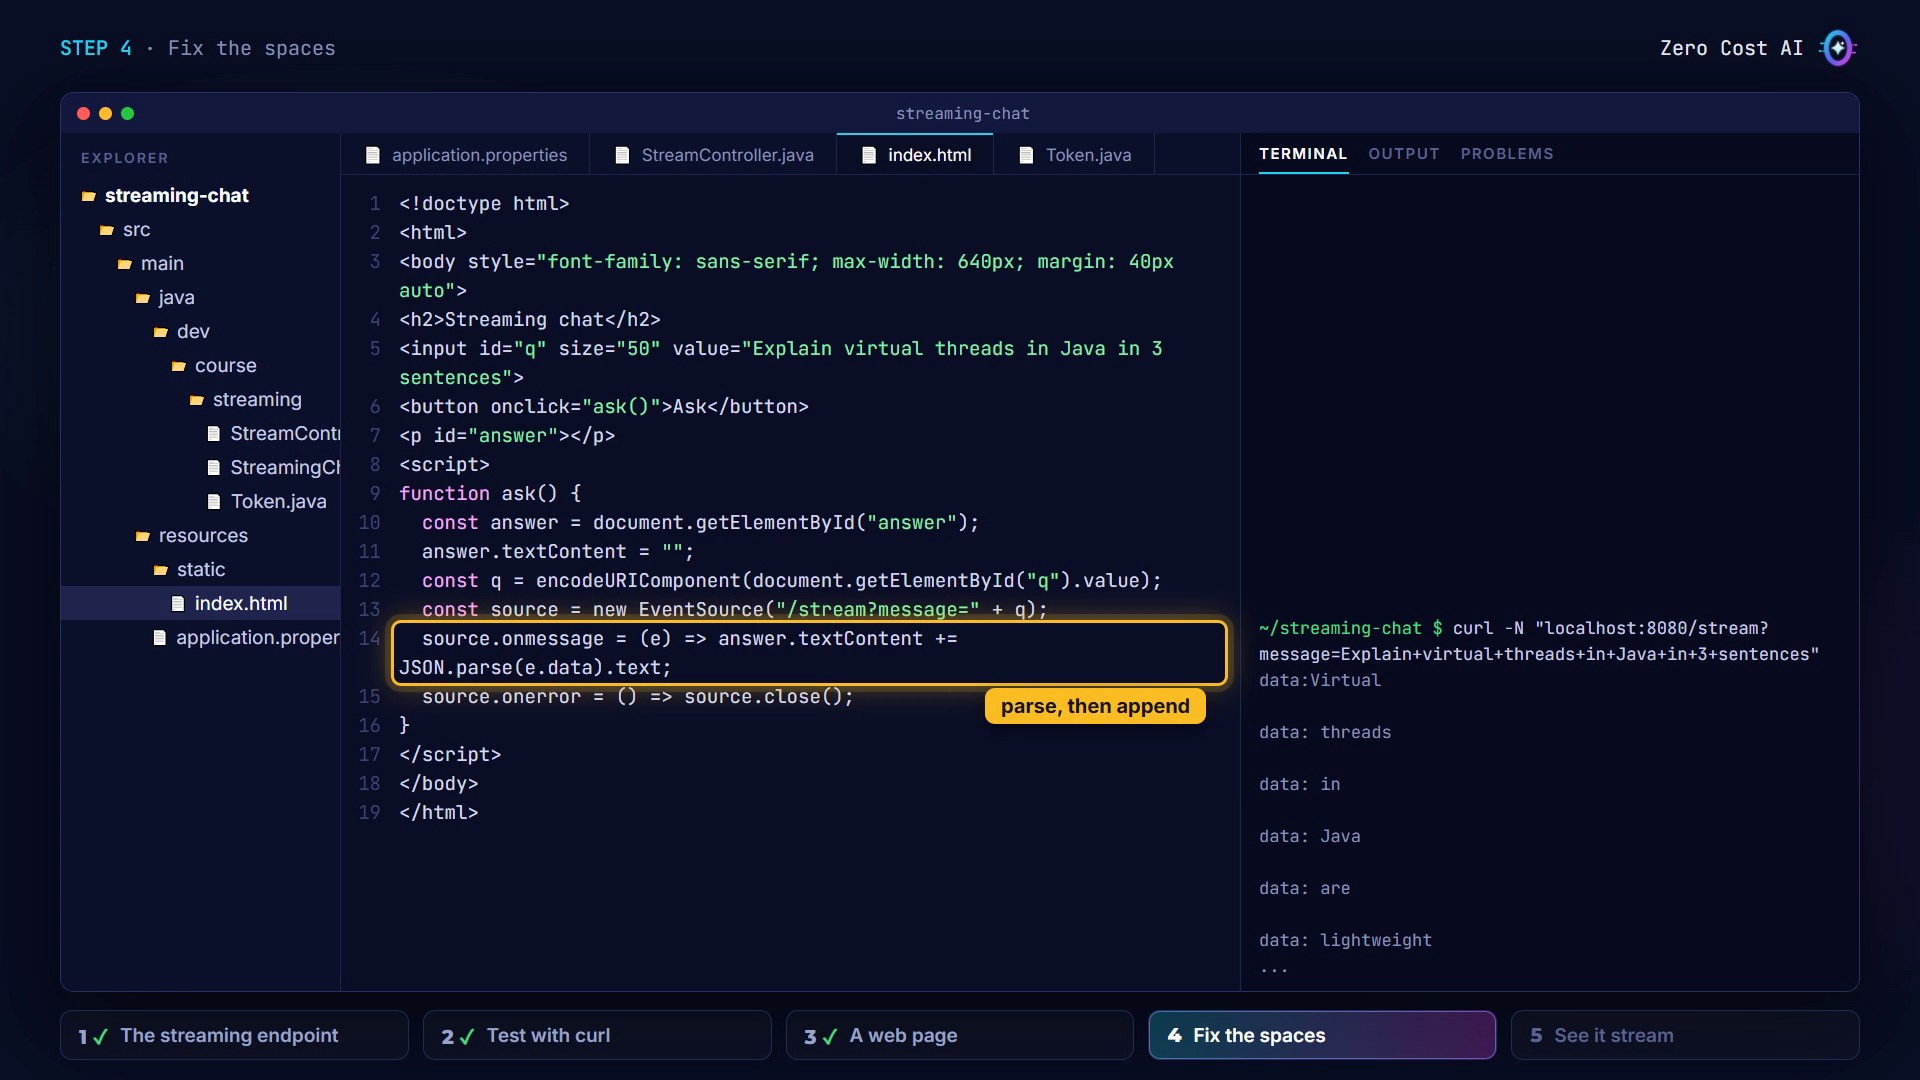 STEP 4 · Fix the spaces
Zero Cost AI
streaming-chat
EXPLORER
streaming-chat
src
main
java
dev
course
streaming
StreamContr
StreamingCh
Token.java
resources
static
index.html
application.proper
application.properties
StreamController.java
index.html
Token.java
1 <!doctype html>
2 <html>
3 <body style="font-family: sans-serif; max-width: 640px; margin: 40px
auto">
4 <h2>Streaming chat</h2>
5 <input id="q" size="50" value="Explain virtual threads in Java in 3
sentences">
6 <button onclick="ask()">Ask</button>
7 <p id="answer"></p>
8 <script>
9 function ask() {
10 const answer = document.getElementById("answer");
11 answer.textContent = "";
12 const q = encodeURIComponent(document.getElementById("q").value);
13 const source = new EventSource("/stream?message=" + q);
14 source.onmessage = (e) => answer.textContent +=
JSON.parse(e.data).text;
15 source.onerror = () => source.close();
parse, then append
16 }
17 </script>
18 </body>
19 </html>
TERMINAL OUTPUT PROBLEMS
~/streaming-chat $ curl -N "localhost:8080/stream?
message=Explain+virtual+threads+in+Java+in+3+sentences"
data:Virtual
data: threads
data: in
data: Java
data: are
data: lightweight
...
1 ✓ The streaming endpoint
2 ✓ Test with curl
3 ✓ A web page
4 Fix the spaces
5 See it stream